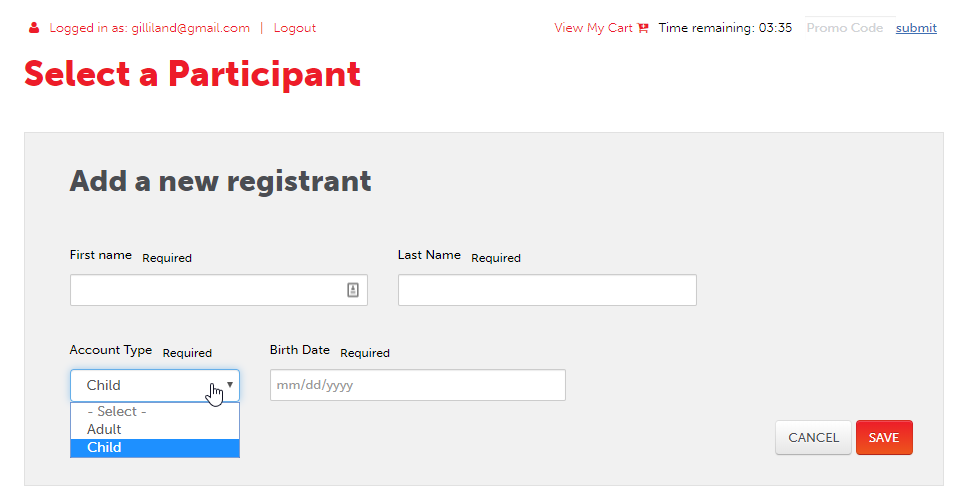 Logged in as: gilliland@gmail.com | Logout View My Cart Time remaining: 03:35 Promo Code submit
Select a Participant
Add a new registrant
First name Required Last Name Required
Account Type Required Birth Date Required
Child mm/dd/yyyy
- Select -
Adult
Child
CANCEL SAVE